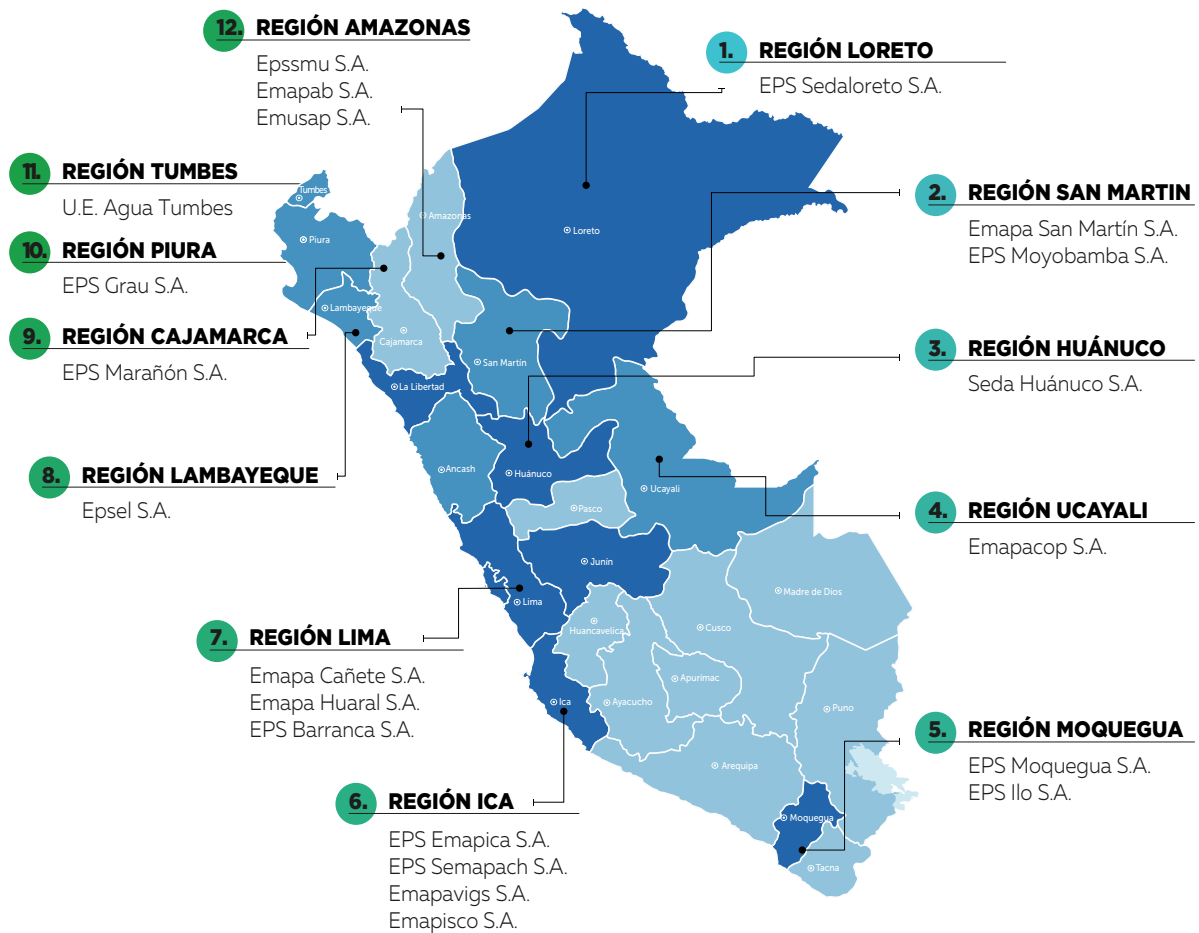 12. REGIÓN AMAZONAS
Epssmu S.A.
Emapab S.A.
Emusap S.A.
1. REGIÓN LORETO
EPS Sedaloreto S.A.
11. REGIÓN TUMBES
U.E. Agua Tumbes
2. REGIÓN SAN MARTIN
Emapa San Martín S.A.
EPS Moyobamba S.A.
10. REGIÓN PIURA
EPS Grau S.A.
9. REGIÓN CAJAMARCA
EPS Marañón S.A.
3. REGIÓN HUÁNUCO
Seda Huánuco S.A.
8. REGIÓN LAMBAYEQUE
Epsel S.A.
4. REGIÓN UCAYALI
Emapacop S.A.
7. REGIÓN LIMA
Emapa Cañete S.A.
Emapa Huaral S.A.
EPS Barranca S.A.
5. REGIÓN MOQUEGUA
EPS Moquegua S.A.
EPS Ilo S.A.
6. REGIÓN ICA
EPS Emapica S.A.
EPS Semapach S.A.
Emapavigs S.A.
Emapisco S.A.
Tumbes
Amazonas
Loreto
Piura
Lambayeque
Cajamarca
San Martín
La Libertad
Ancash
Huánuco
Ucayali
Pasco
Junín
Lima
Madre de Dios
Huancavelica
Cusco
Apurimac
Ica
Ayacucho
Puno
Arequipa
Moquegua
Tacna